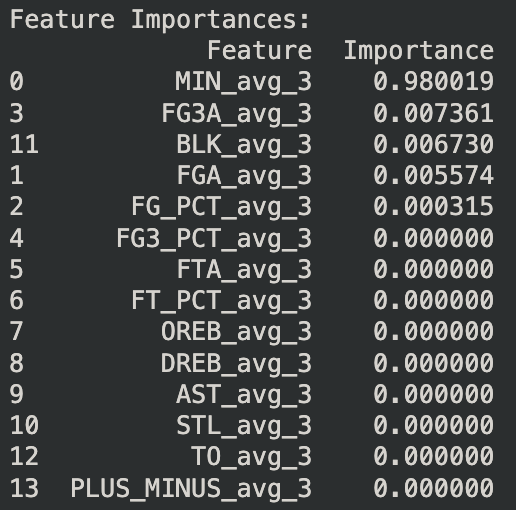 Feature Importances:
Feature Importance
0 MIN_avg_3 0.980019
3 FG3A_avg_3 0.007361
11 BLK_avg_3 0.006730
1 FGA_avg_3 0.005574
2 FG_PCT_avg_3 0.000315
4 FG3_PCT_avg_3 0.000000
5 FTA_avg_3 0.000000
6 FT_PCT_avg_3 0.000000
7 OREB_avg_3 0.000000
8 DREB_avg_3 0.000000
9 AST_avg_3 0.000000
10 STL_avg_3 0.000000
12 TO_avg_3 0.000000
13 PLUS_MINUS_avg_3 0.000000